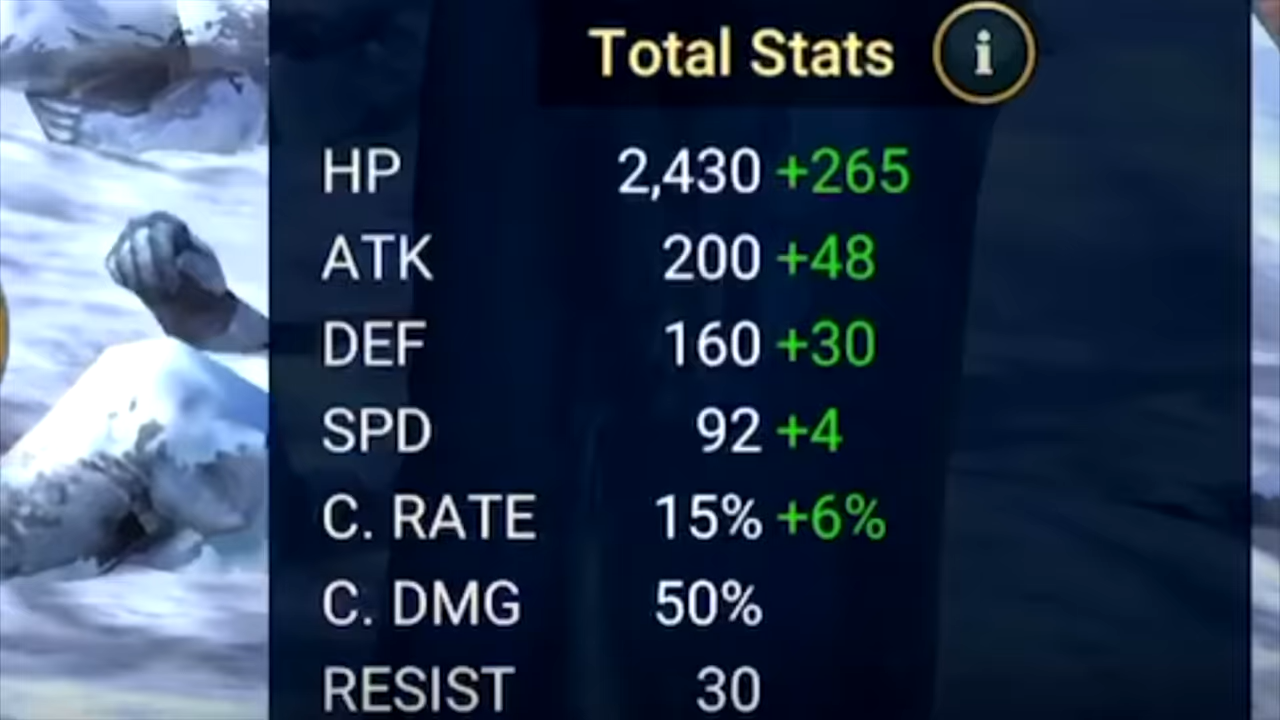 Total Stats i
HP 2,430 +265
ATK 200 +48
DEF 160 +30
SPD 92 +4
C. RATE 15% +6%
C. DMG 50%
RESIST 30